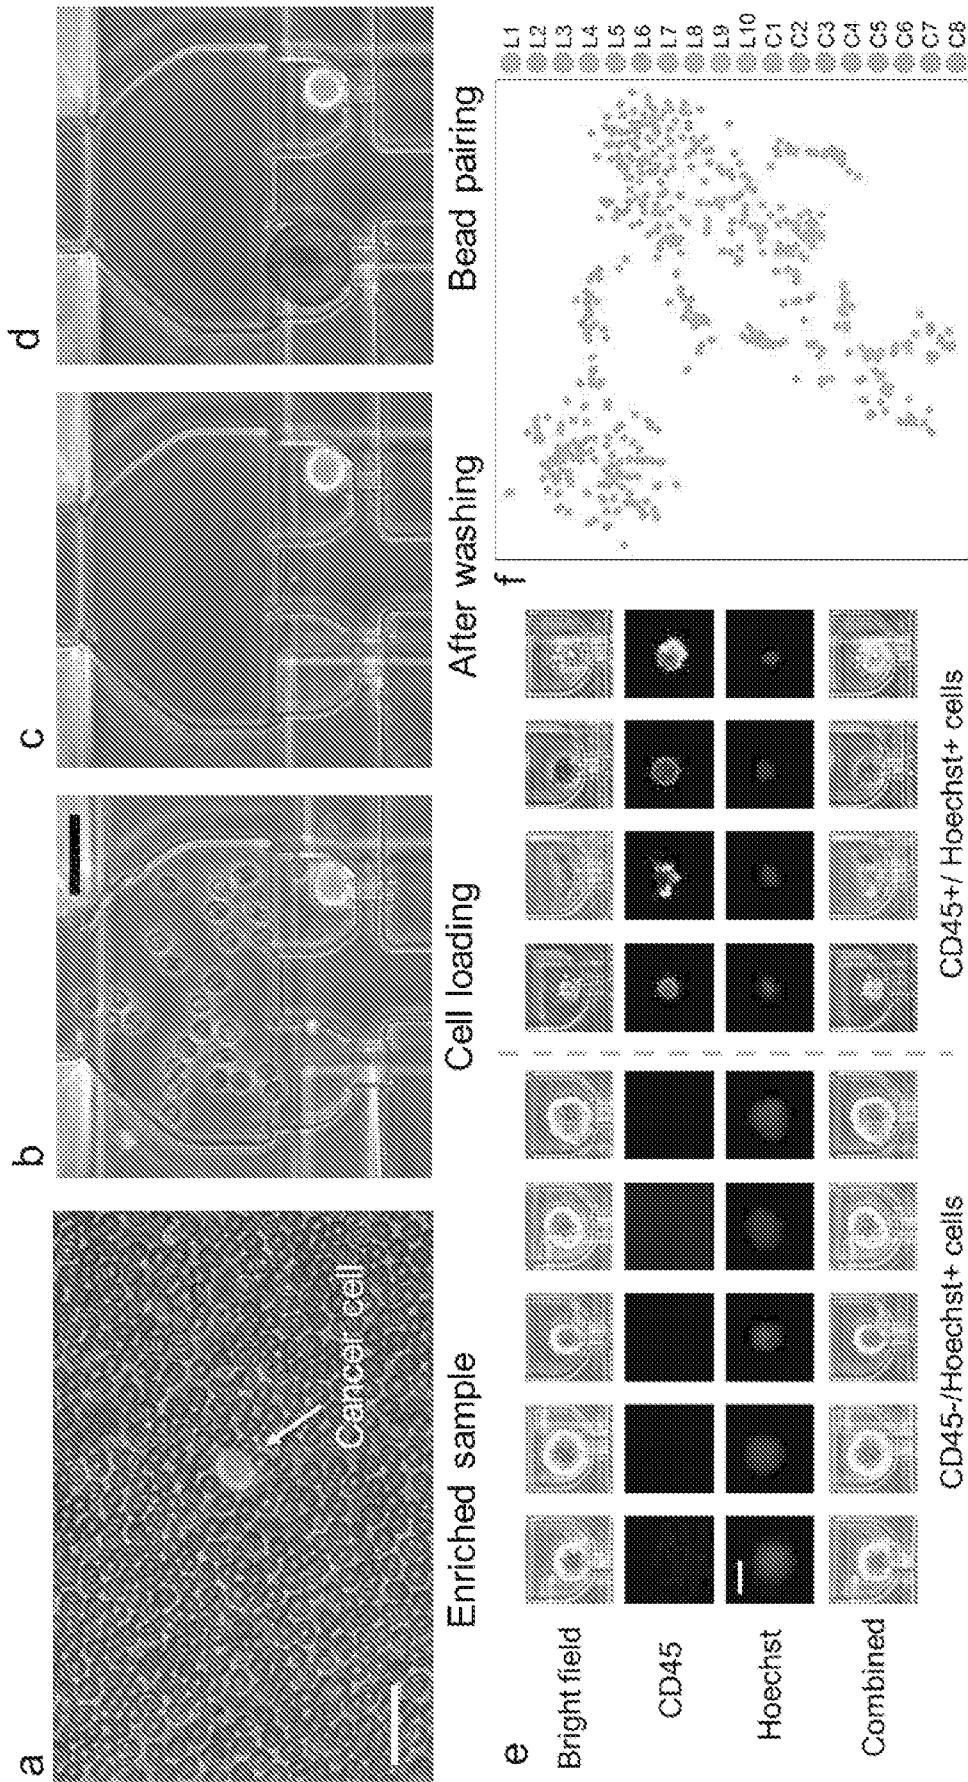 a
Cancer cell
Enriched sample
b
Cell loading
c
After washing
d
Bead pairing
e
Bright field
CD45
Hoechst
Combined
CD45-/Hoechst+ cells
CD45+/ Hoechst+ cells
f
L1
L2
L3
L4
L5
L6
L7
L8
L9
L10
C1
C2
C3
C4
C5
C6
C7
C8